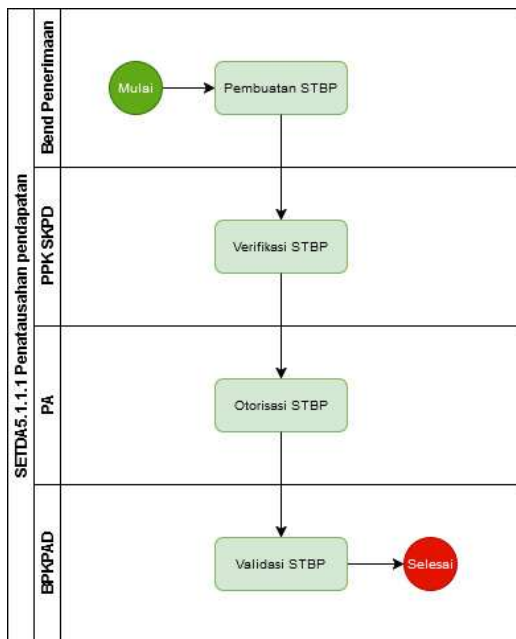 SETDA5.1.1.1 Penatausahan pendapatan
Bend Penerimaan
Mulai
Pembuatan STBP
PPK SKPD
Verifikasi STBP
PA
Otorisasi STBP
BPKPAD
Validasi STBP
Selesai